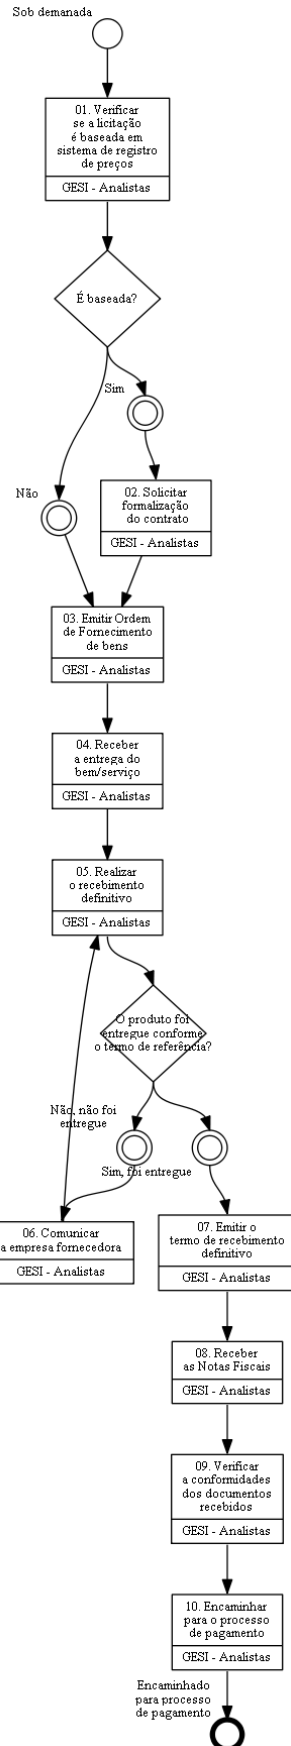 Sob demanada
01. Verificar
se a licitação
é baseada em
sistema de registro
de preços
GESI - Analistas
É baseada?
Sim
Não
02. Solicitar
formalização
do contrato
GESI - Analistas
03. Emitir Ordem
de Fornecimento
de bens
GESI - Analistas
04. Receber
a entrega do
bem/serviço
GESI - Analistas
05. Realizar
o recebimento
definitivo
GESI - Analistas
O produto foi
entregue conforme
o termo de referência?
Não, não foi
entregue
Sim, foi entregue
06. Comunicar
a empresa fornecedora
GESI - Analistas
07. Emitir o
termo de recebimento
definitivo
GESI - Analistas
08. Receber
as Notas Fiscais
GESI - Analistas
09. Verificar
a conformidades
dos documentos
recebidos
GESI - Analistas
10. Encaminhar
para o processo
de pagamento
GESI - Analistas
Encaminhado
para processo
de pagamento